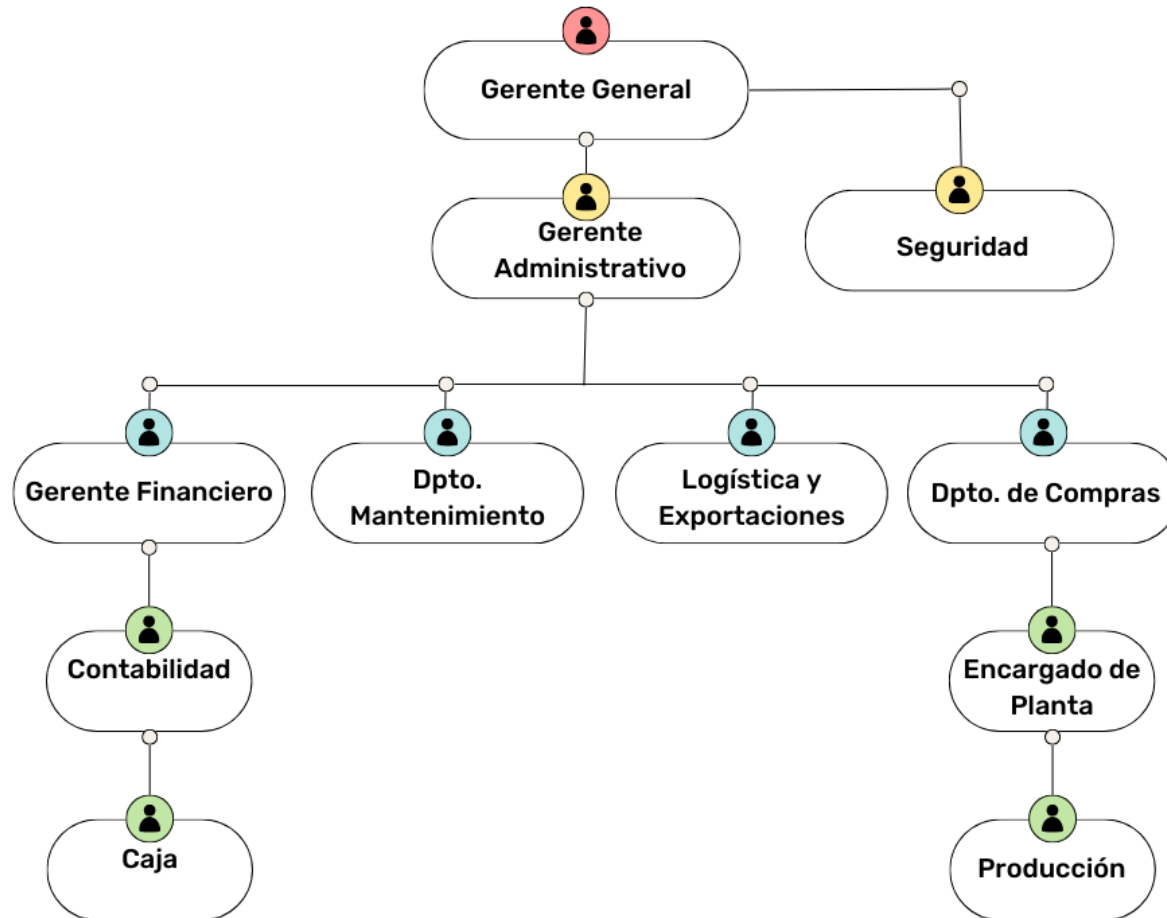 Gerente General
Gerente
Administrativo
Seguridad
Gerente Financiero
Dpto.
Mantenimiento
Logística y
Exportaciones
Dpto. de Compras
Contabilidad
Encargado de
Planta
Caja
Producción